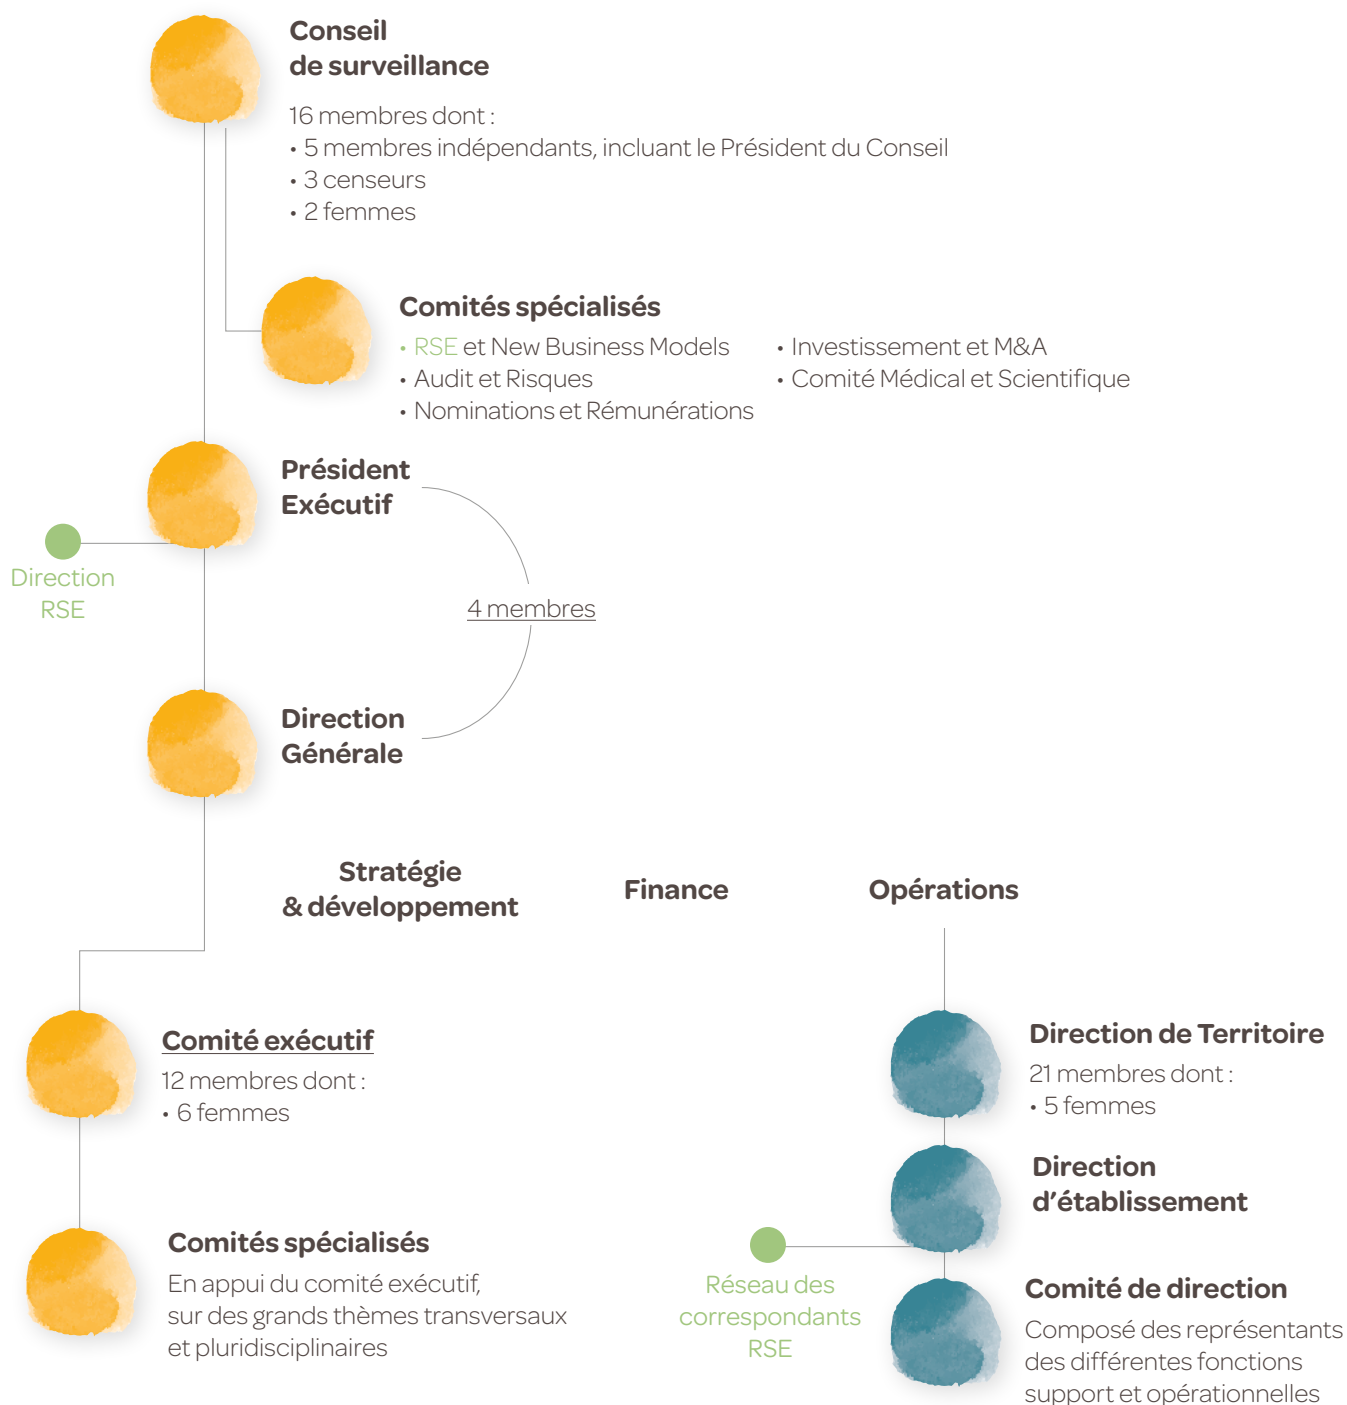 Conseil
de surveillance
16 membres dont :
• 5 membres indépendants, incluant le Président du Conseil
• 3 censeurs
• 2 femmes
Comités spécialisés
• RSE et New Business Models
• Audit et Risques
• Nominations et Rémunérations
• Investissement et M&A
• Comité Médical et Scientifique
Président
Exécutif
Direction
RSE
4 membres
Direction
Générale
Stratégie
& développement
Finance
Opérations
Comité exécutif
12 membres dont :
• 6 femmes
Comités spécialisés
En appui du comité exécutif,
sur des grands thèmes transversaux
et pluridisciplinaires
Direction de Territoire
21 membres dont :
• 5 femmes
Direction
d’établissement
Réseau des
correspondants
RSE
Comité de direction
Composé des représentants
des différentes fonctions
support et opérationnelles